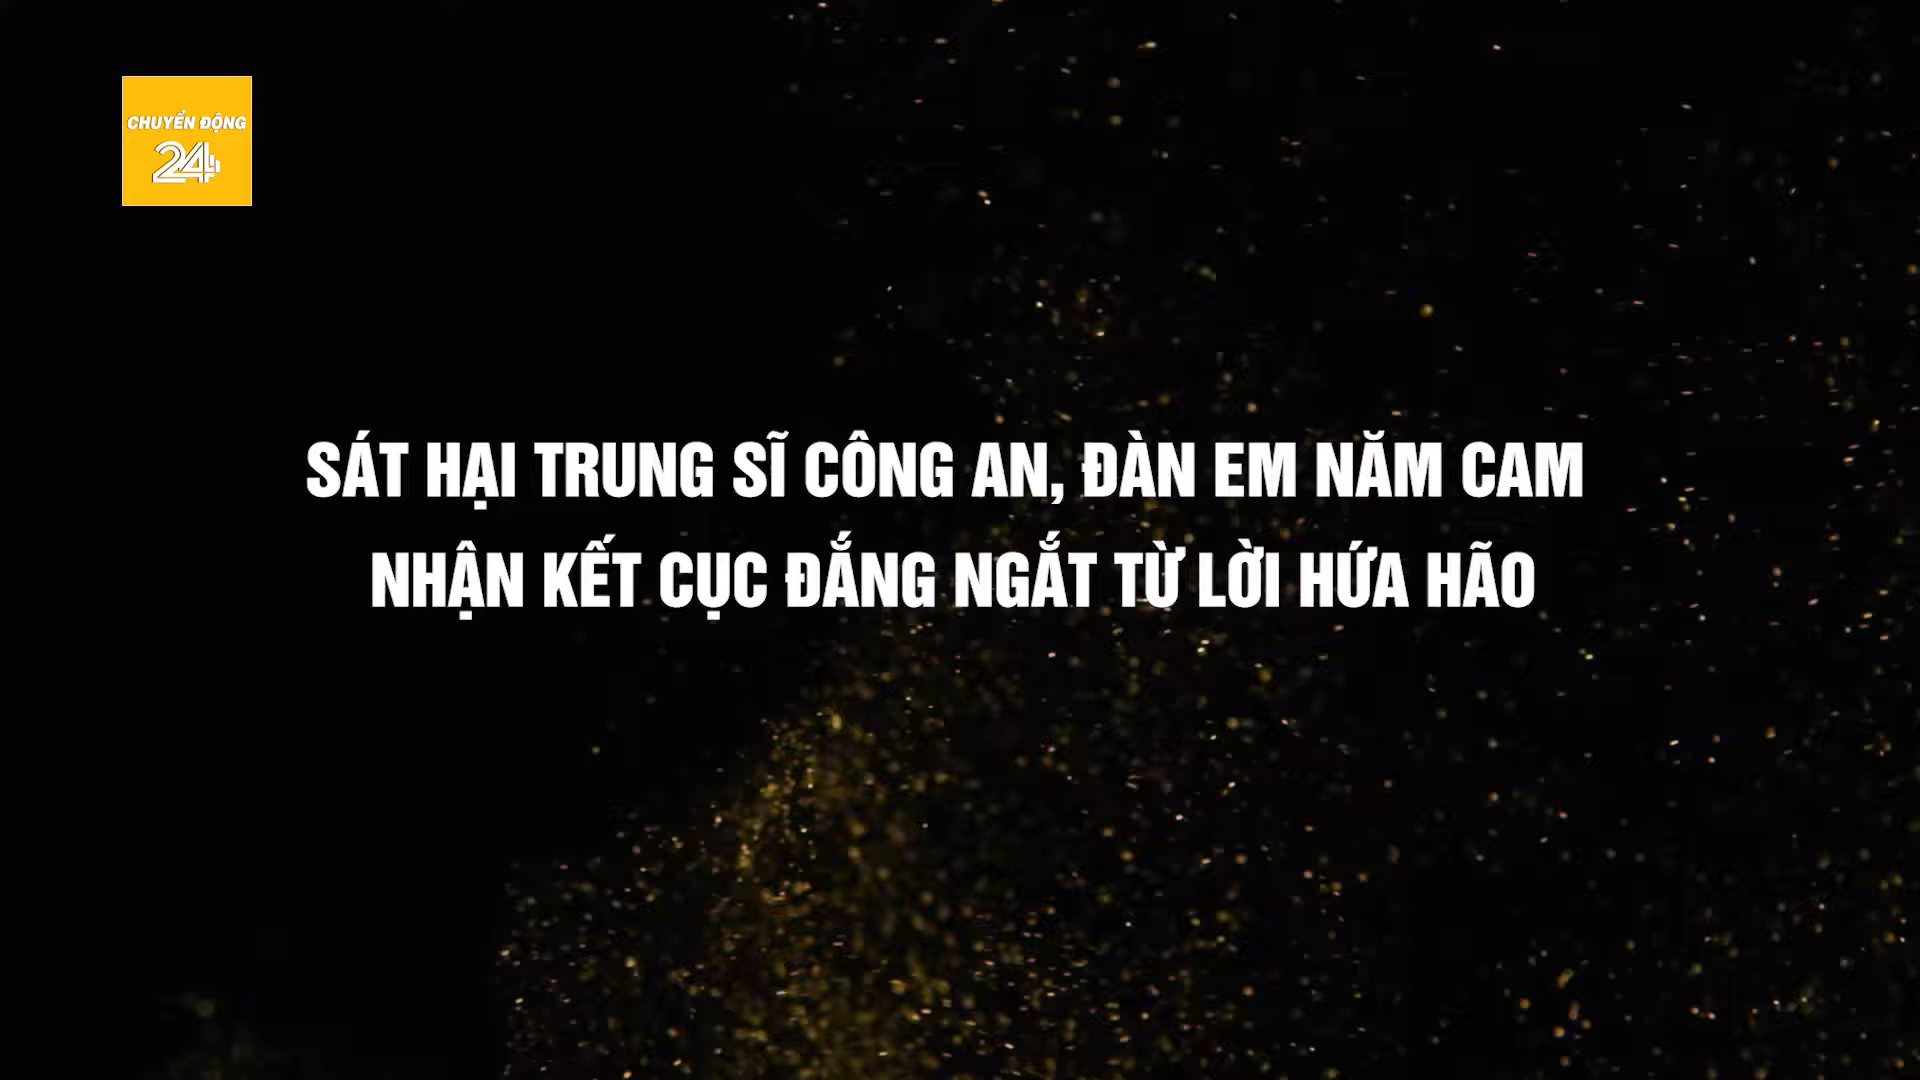 CHUYỂN ĐỘNG
24
SÁT HẠI TRUNG SĨ CÔNG AN, ĐÀN EM NĂM CAM
NHẬN KẾT CỤC ĐẮNG NGẮT TỪ LỜI HỨA HÃO